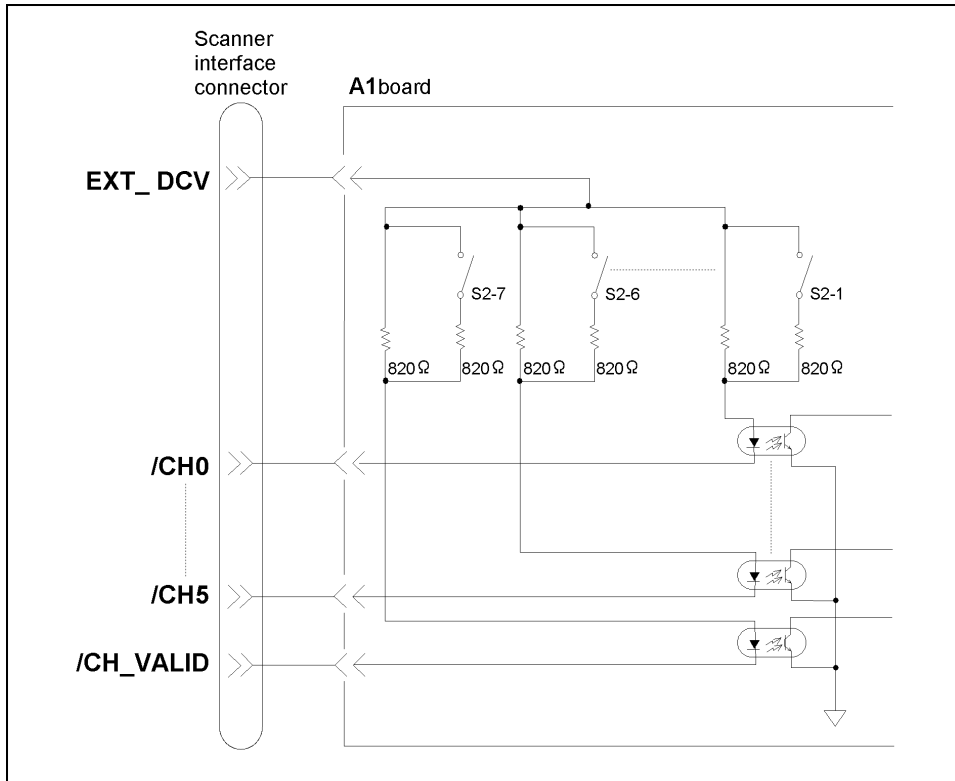 Scanner
interface
connector
A1board
EXT_ DCV
S2-7
S2-6
S2-1
820Ω
820Ω
820Ω
820Ω
820Ω
820Ω
/CH0
/CH5
/CH_VALID